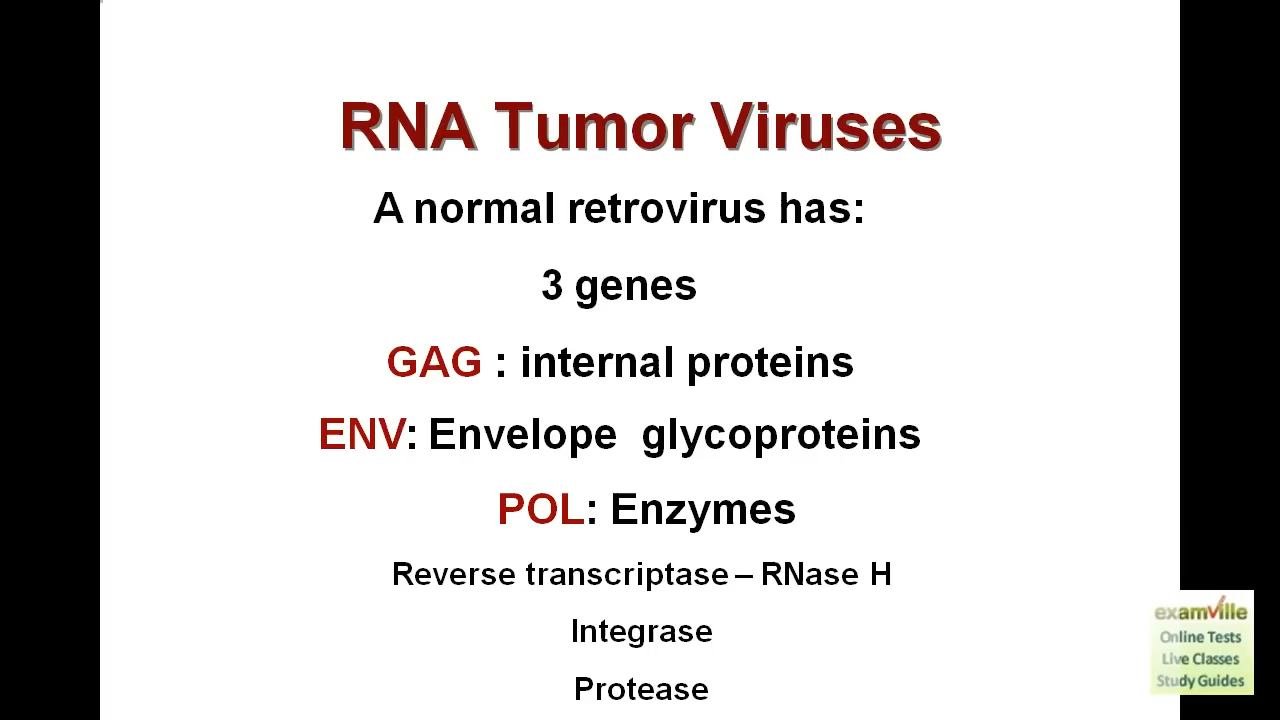 RNA Tumor Viruses
A normal retrovirus has:
3 genes
GAG : internal proteins
ENV: Envelope glycoproteins
POL: Enzymes
Reverse transcriptase – RNase H
Integrase
Protease
examville
Online Tests
Live Classes
Study Guides